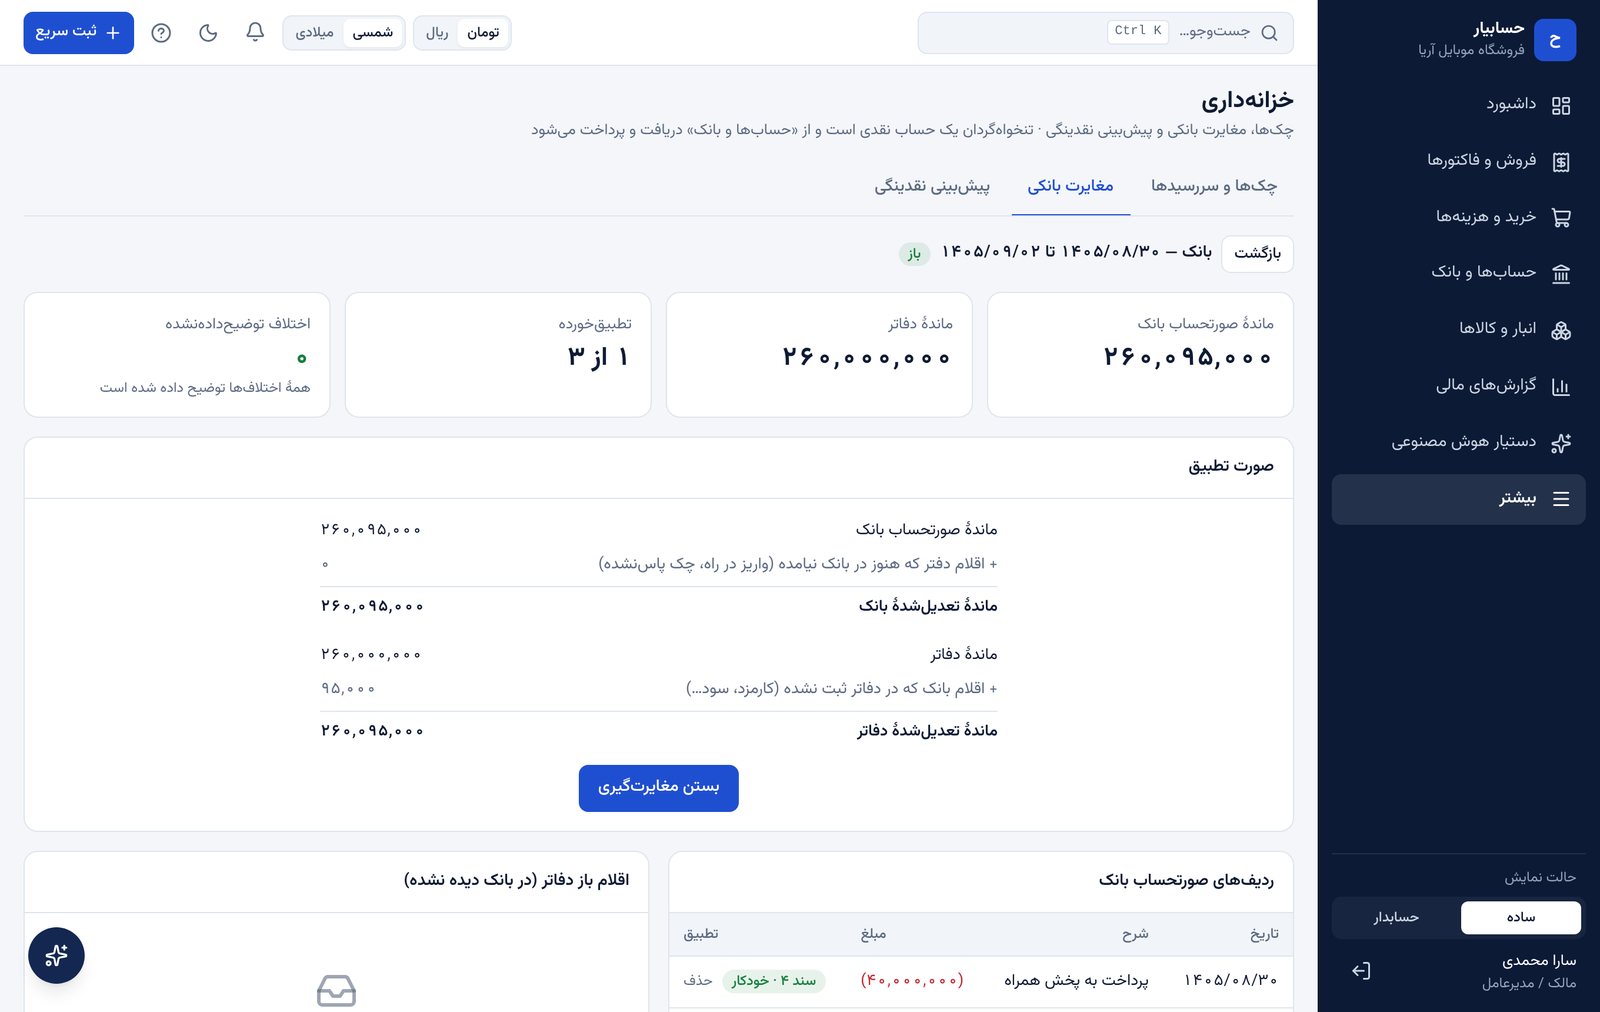 ح
حسابیار
فروشگاه موبایل آریا
داشبورد
فروش و فاکتورها
خرید و هزینه‌ها
حساب‌ها و بانک
انبار و کالاها
گزارش‌های مالی
دستیار هوش مصنوعی
بیشتر
حالت نمایش
ساده
حسابدار
سارا محمدی
مالک / مدیرعامل
جست‌وجو...
Ctrl K
تومان
ریال
شمسی
میلادی
ثبت سریع
خزانه‌داری
چک‌ها، مغایرت بانکی و پیش‌بینی نقدینگی · تنخواه‌گردان یک حساب نقدی است و از «حساب‌ها و بانک» دریافت و پرداخت می‌شود
چک‌ها و سررسیدها
مغایرت بانکی
پیش‌بینی نقدینگی
بازگشت
بانک — ۱۴۰۵/۰۸/۳۰ تا ۱۴۰۵/۰۹/۰۲
باز
ماندهٔ صورتحساب بانک
۲۶۰,۰۹۵,۰۰۰
ماندهٔ دفاتر
۲۶۰,۰۰۰,۰۰۰
تطبیق‌خورده
۱ از ۳
اختلاف توضیح‌داده‌نشده
۰
همهٔ اختلاف‌ها توضیح داده شده است
صورت تطبیق
ماندهٔ صورتحساب بانک ۲۶۰,۰۹۵,۰۰۰
+ اقلام دفتر که هنوز در بانک نیامده (واریز در راه، چک پاس‌نشده) ۰
ماندهٔ تعدیل‌شدهٔ بانک ۲۶۰,۰۹۵,۰۰۰
ماندهٔ دفاتر ۲۶۰,۰۰۰,۰۰۰
+ اقلام بانک که در دفاتر ثبت نشده (کارمزد، سود…) ۹۵,۰۰۰
ماندهٔ تعدیل‌شدهٔ دفاتر ۲۶۰,۰۹۵,۰۰۰
بستن مغایرت‌گیری
ردیف‌های صورتحساب بانک
تاریخ شرح مبلغ تطبیق
۱۴۰۵/۰۸/۳۰ پرداخت به پخش همراه (۴۰,۰۰۰,۰۰۰) سند ۴ · خودکار حذف
اقلام باز دفاتر (در بانک دیده نشده)